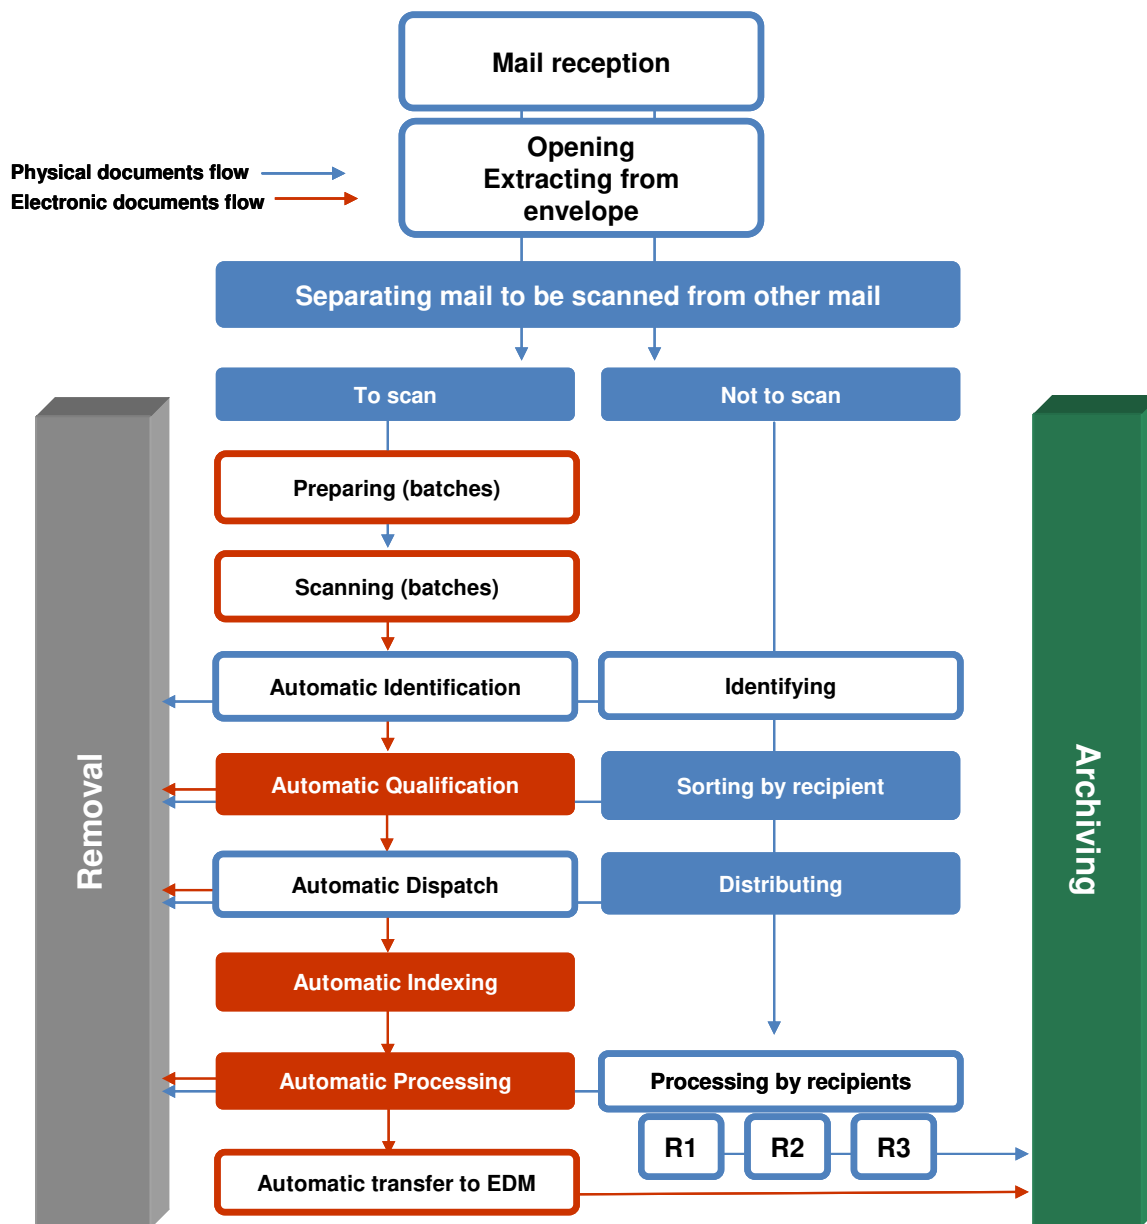 Mail reception
Opening
Extracting from
envelope
Physical documents flow
Electronic documents flow
Separating mail to be scanned from other mail
To scan
Not to scan
Preparing (batches)
Scanning (batches)
Automatic Identification
Identifying
Automatic Qualification
Sorting by recipient
Automatic Dispatch
Distributing
Automatic Indexing
Automatic Processing
Processing by recipients
R1
R2
R3
Automatic transfer to EDM
Removal
Archiving